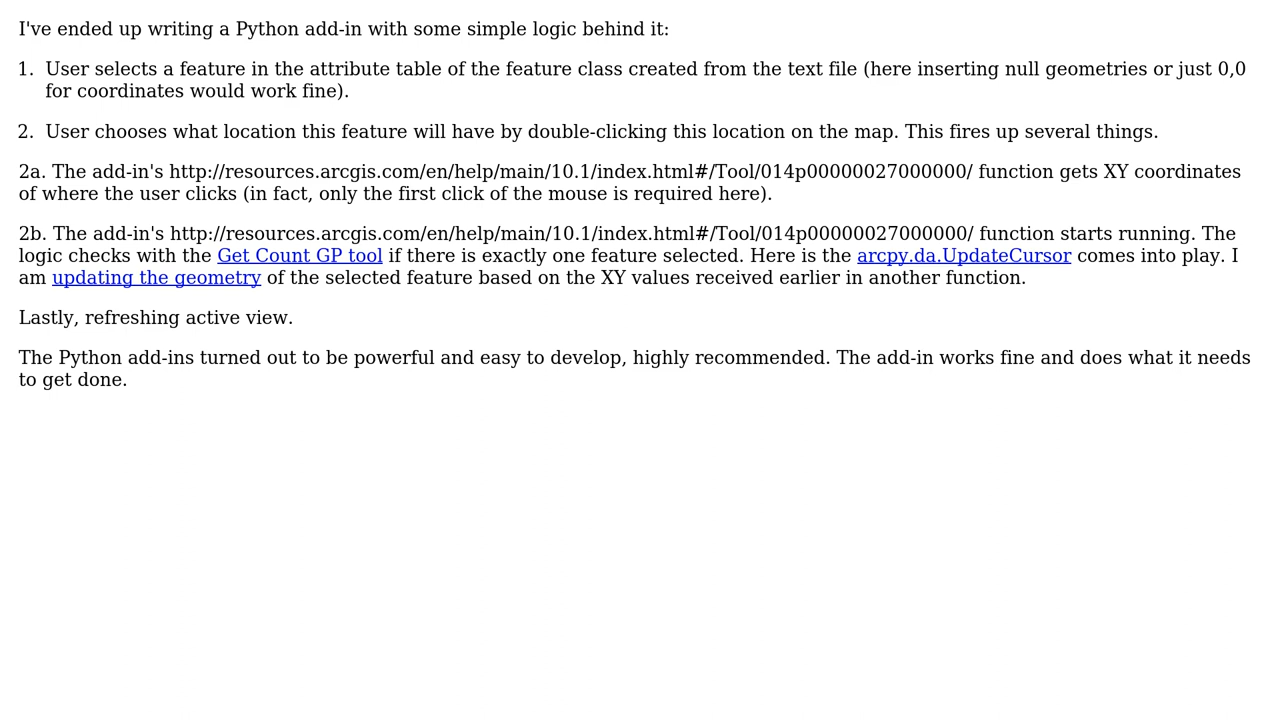 I've ended up writing a Python add-in with some simple logic behind it:
1. User selects a feature in the attribute table of the feature class created from the text file (here inserting null geometries or just 0,0
for coordinates would work fine).
2. User chooses what location this feature will have by double-clicking this location on the map. This fires up several things.
2a. The add-in's http://resources.arcgis.com/en/help/main/10.1/index.html#/Tool/014p00000027000000/ function gets XY coordinates
of where the user clicks (in fact, only the first click of the mouse is required here).
2b. The add-in's http://resources.arcgis.com/en/help/main/10.1/index.html#/Tool/014p00000027000000/ function starts running. The
logic checks with the Get Count GP tool if there is exactly one feature selected. Here is the arcpy.da.UpdateCursor comes into play. I
am updating the geometry of the selected feature based on the XY values received earlier in another function.
Lastly, refreshing active view.
The Python add-ins turned out to be powerful and easy to develop, highly recommended. The add-in works fine and does what it needs
to get done.